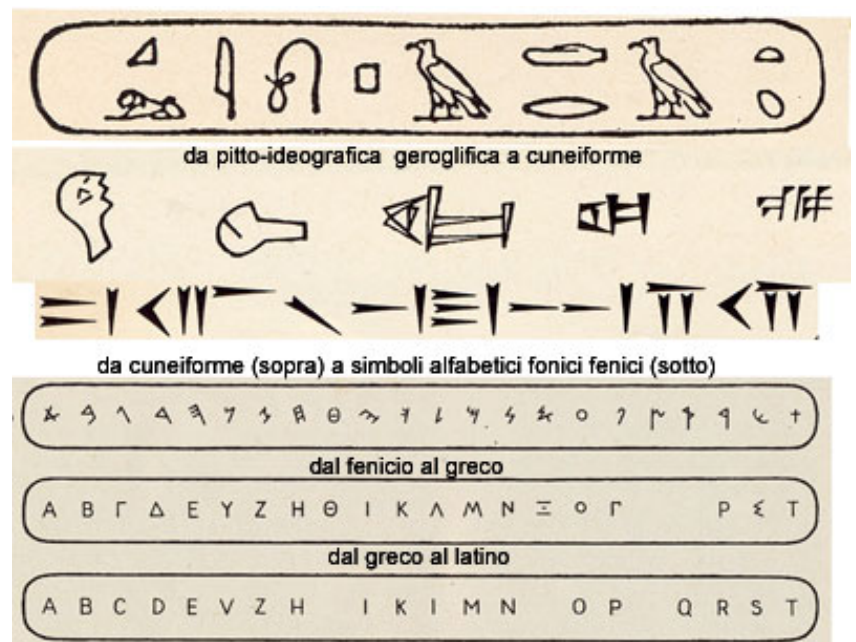 𓈎 𓃭 𓇋 𓍯 𓊪 𓄿 𓂧 𓂋 𓄿 𓏏 𓆇
da pitto-ideografica geroglifica a cuneiforme
da cuneiforme (sopra) a simboli alfabetici fonici fenici (sotto)
𐤀 𐤁 𐤂 𐤃 𐤄 𐤅 𐤆 𐤇 𐤈 𐤉 𐤊 𐤋 𐤌 𐤍 𐤎 𐤏 𐤐 𐤑 𐤒 𐤓 𐤔 𐤕
dal fenicio al greco
Α Β Γ Δ Ε Υ Ζ Η Θ Ι Κ Λ Μ Ν Ξ Ο Γ Ρ Σ Τ
dal greco al latino
A B C D E V Z H I K I M N O P Q R S T